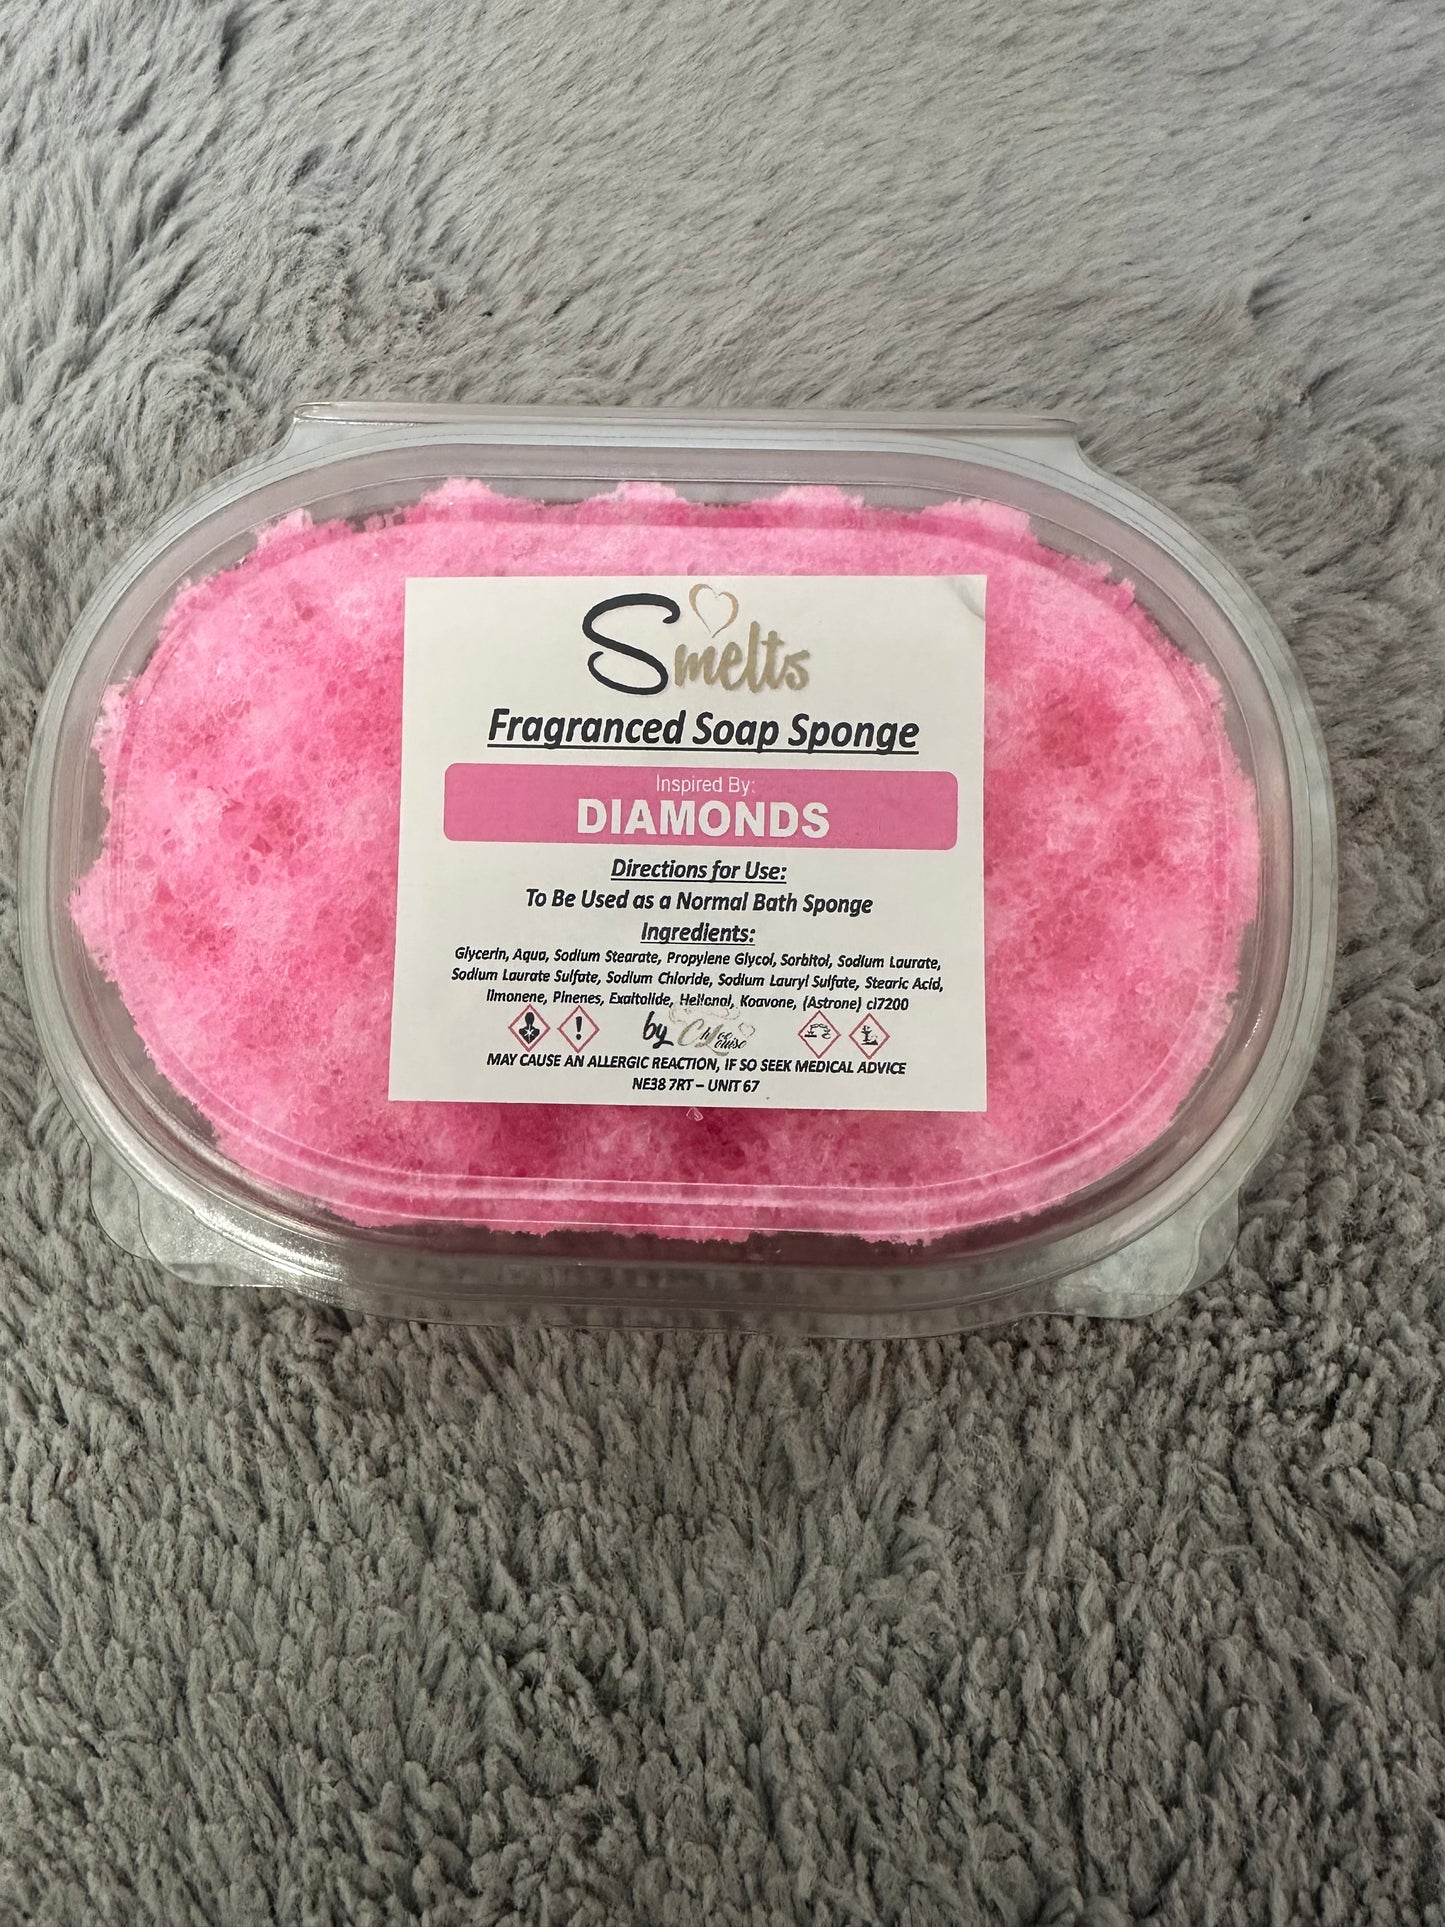 Smelts
Fragranced Soap Sponge
Inspired By:
DIAMONDS
Directions for Use:
To Be Used as a Normal Bath Sponge
Ingredients:
Glycerin, Aqua, Sodium Stearate, Propylene Glycol, Sorbitol, Sodium Laurate,
Sodium Laurate Sulfate, Sodium Chloride, Sodium Lauryl Sulfate, Stearic Acid,
limonene, Pinenes, Exaltolide, Hellonal, Koavone, (Astrone) ci7200
by Chloe Louise
MAY CAUSE AN ALLERGIC REACTION, IF SO SEEK MEDICAL ADVICE
NE38 7RT – UNIT 67